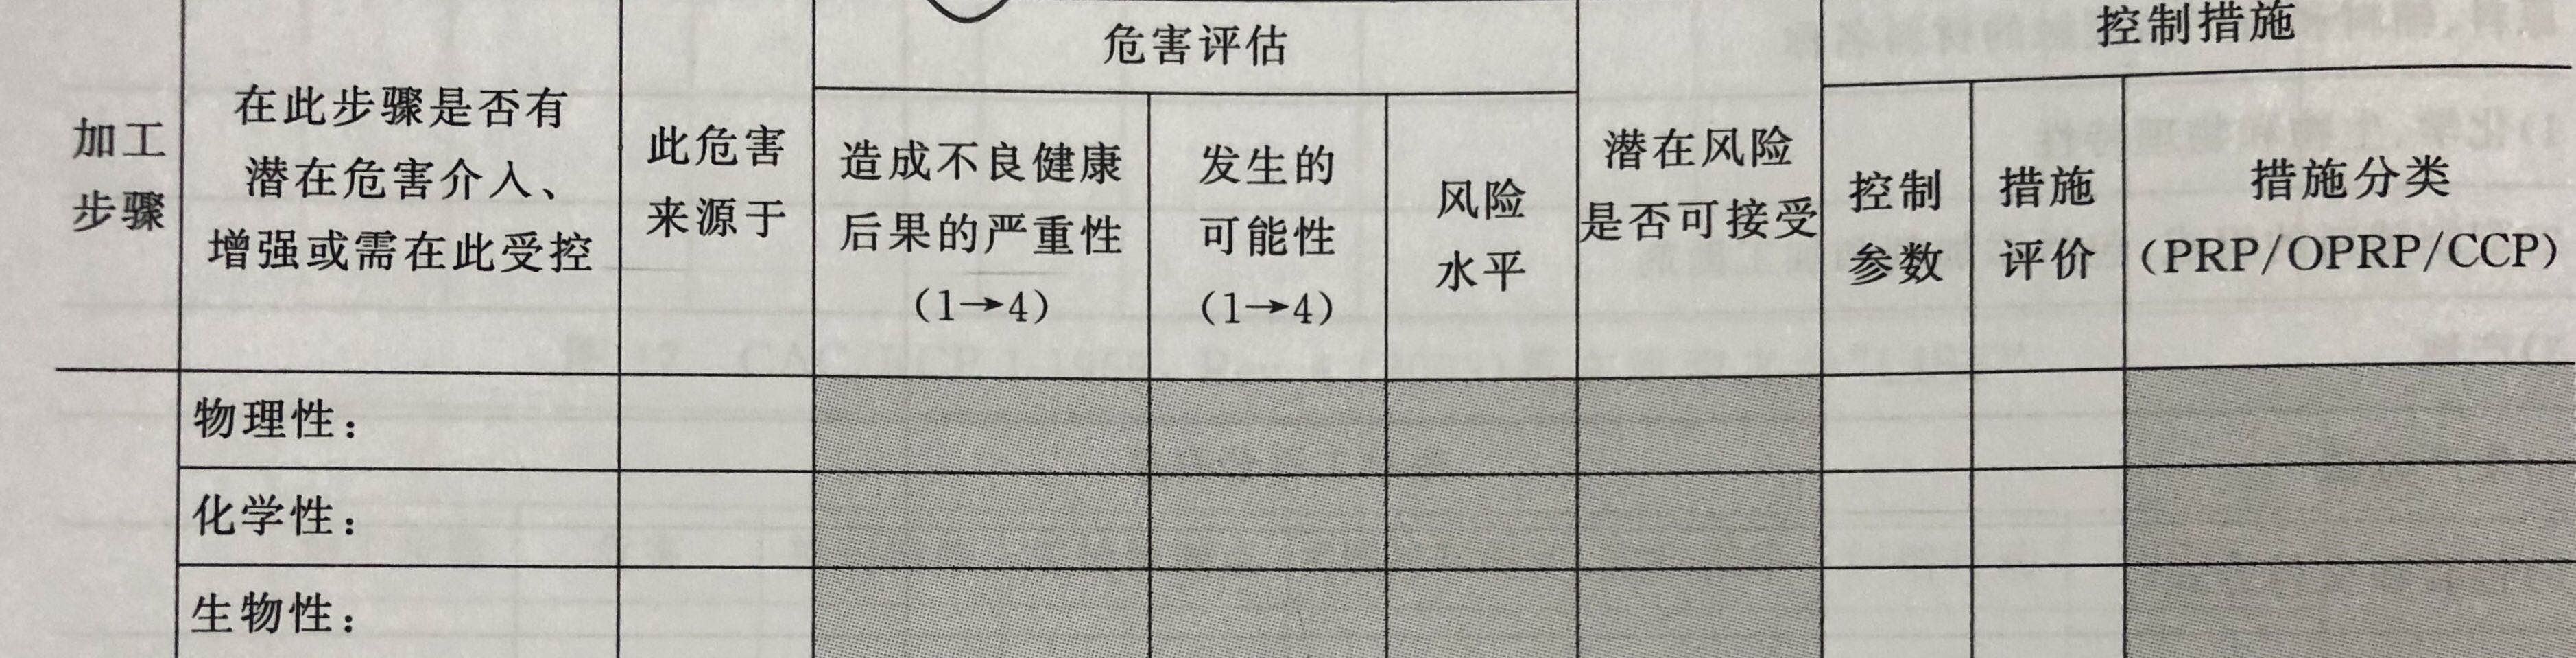 加工
步骤
在此步骤是否有
潜在危害介入、
增强或需在此受控
此危害
来源于
危害评估
造成不良健康
后果的严重性
（1→4）
发生的
可能性
（1→4）
风险
水平
潜在风险
是否可接受
控制措施
控制
参数
措施
评价
措施分类
（PRP/OPRP/CCP）
物理性：
化学性：
生物性：